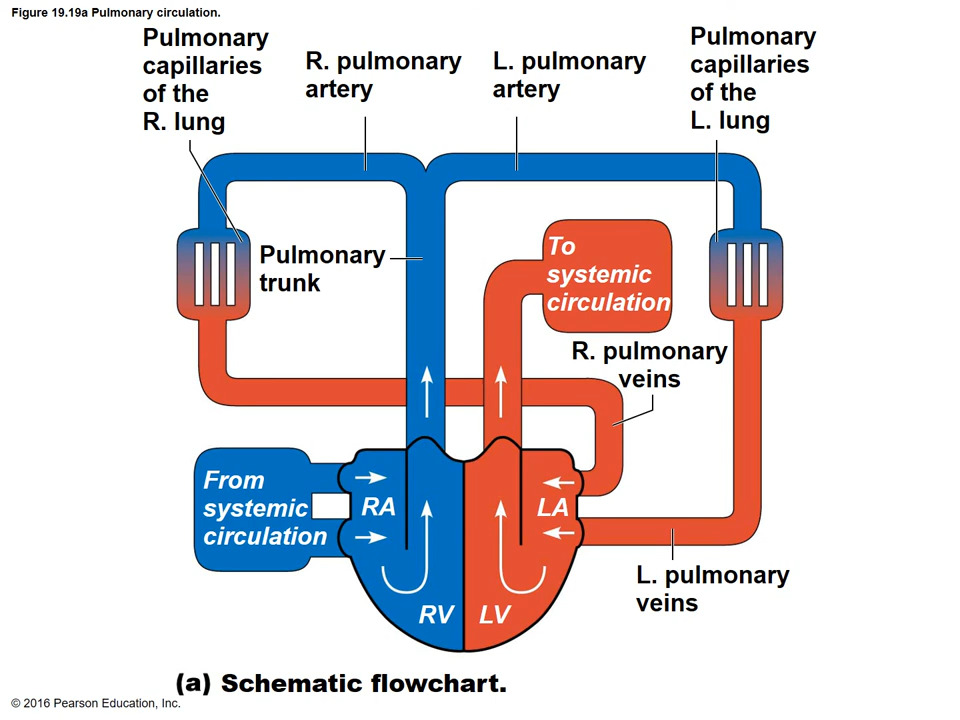 Figure 19.19a Pulmonary circulation.
Pulmonary
capillaries
of the
R. lung
R. pulmonary
artery
L. pulmonary
artery
Pulmonary
capillaries
of the
L. lung
Pulmonary
trunk
To
systemic
circulation
R. pulmonary
veins
From
systemic
circulation
RA
LA
RV
LV
L. pulmonary
veins
(a) Schematic flowchart.
© 2016 Pearson Education, Inc.